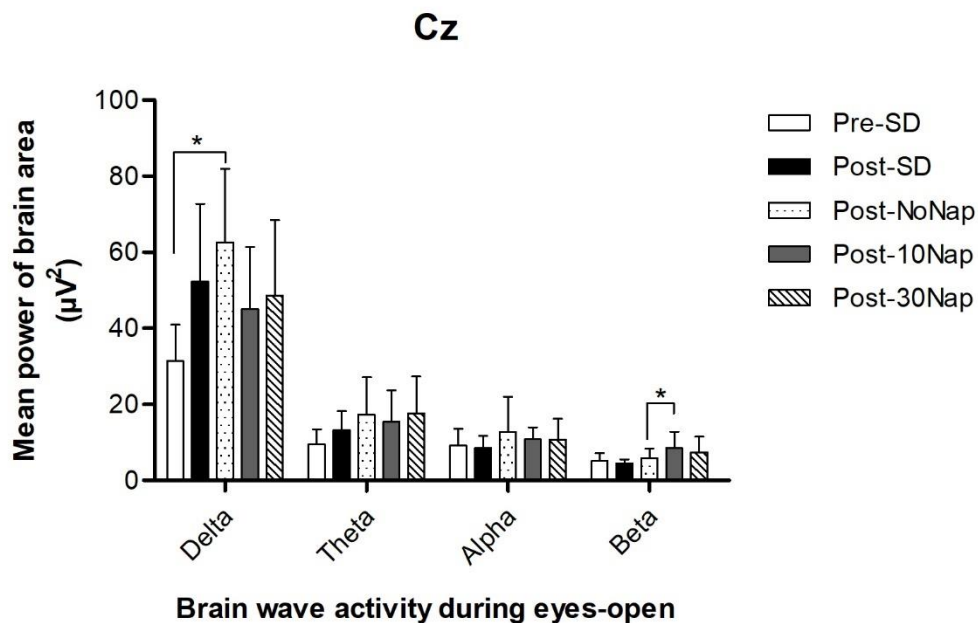 Cz
Mean power of brain area
(µV²)
100
80
60
40
20
0
*
*
Delta
Theta
Alpha
Beta
Brain wave activity during eyes-open
Pre-SD
Post-SD
Post-NoNap
Post-10Nap
Post-30Nap